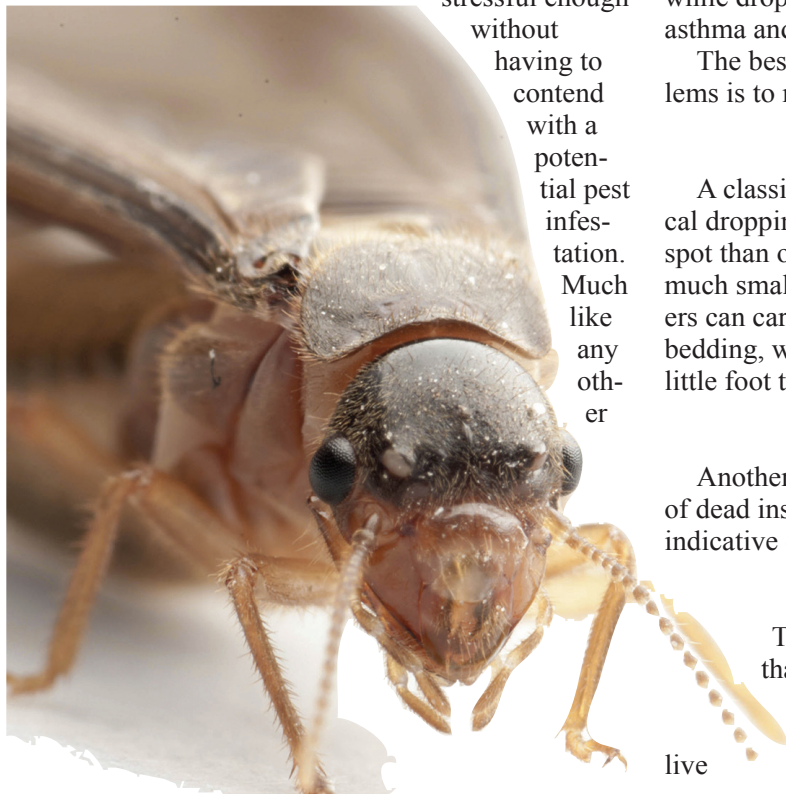 stressful enough
without
having to
contend
with a
poten-
tial pest
infes-
tation.
Much
like
any
oth-
er
while drop
asthma and
The bes
lems is to
A classi
cal droppin
spot than o
much smal
ers can car
bedding, w
little foot t
Another
of dead ins
indicative
T
tha
live